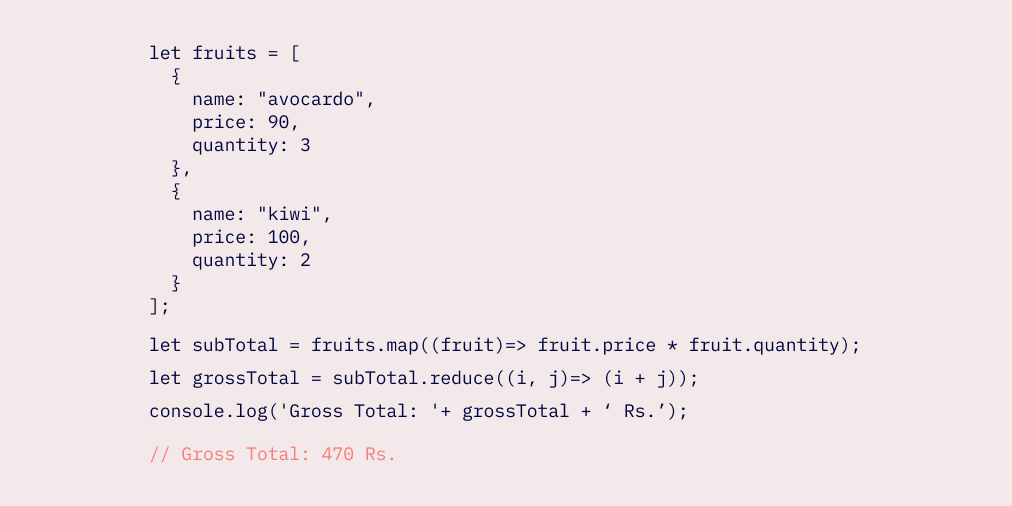 let fruits = [
  {
    name: "avocardo",
    price: 90,
    quantity: 3
  },
  {
    name: "kiwi",
    price: 100,
    quantity: 2
  }
];
let subTotal = fruits.map((fruit)=> fruit.price * fruit.quantity);
let grossTotal = subTotal.reduce((i, j)=> (i + j));
console.log('Gross Total: '+ grossTotal + ‘ Rs.’);
// Gross Total: 470 Rs.